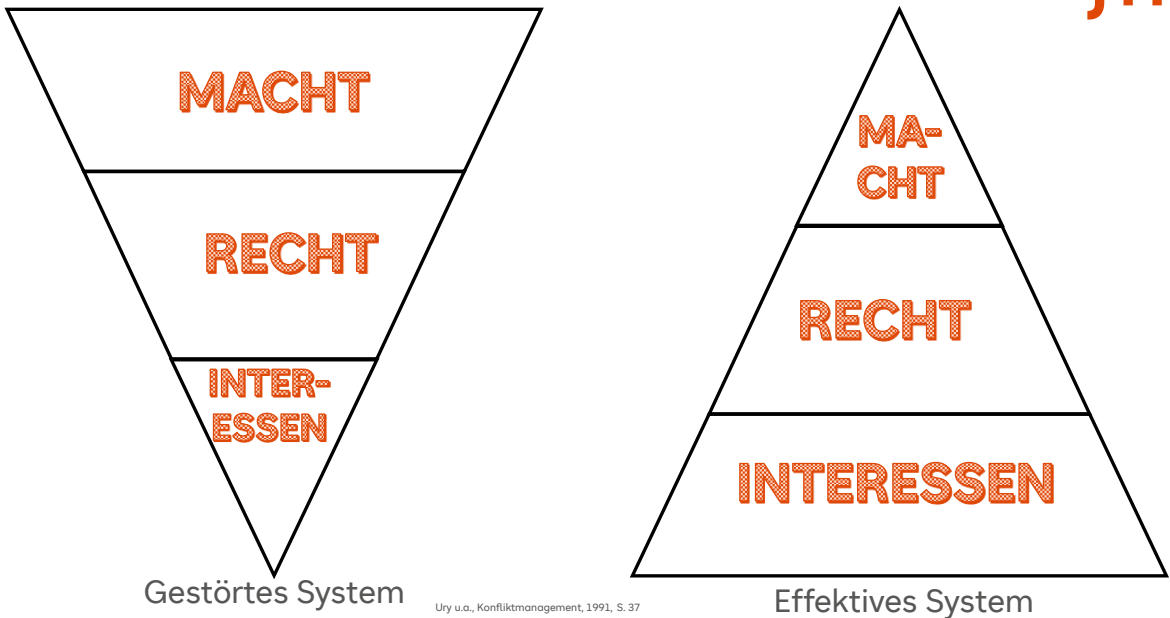 MACHT
RECHT
INTER-
ESSEN
Gestörtes System
Ury u.a., Konfliktmanagement, 1991, S. 37
MA-
CHT
RECHT
INTERESSEN
Effektives System